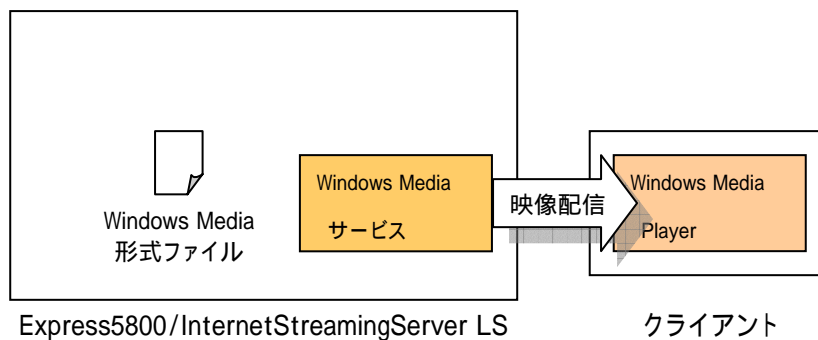 Windows Media
形式ファイル
Windows Media
サービス
映像配信
Windows Media
Player
Express5800/InternetStreamingServer LS
クライアント